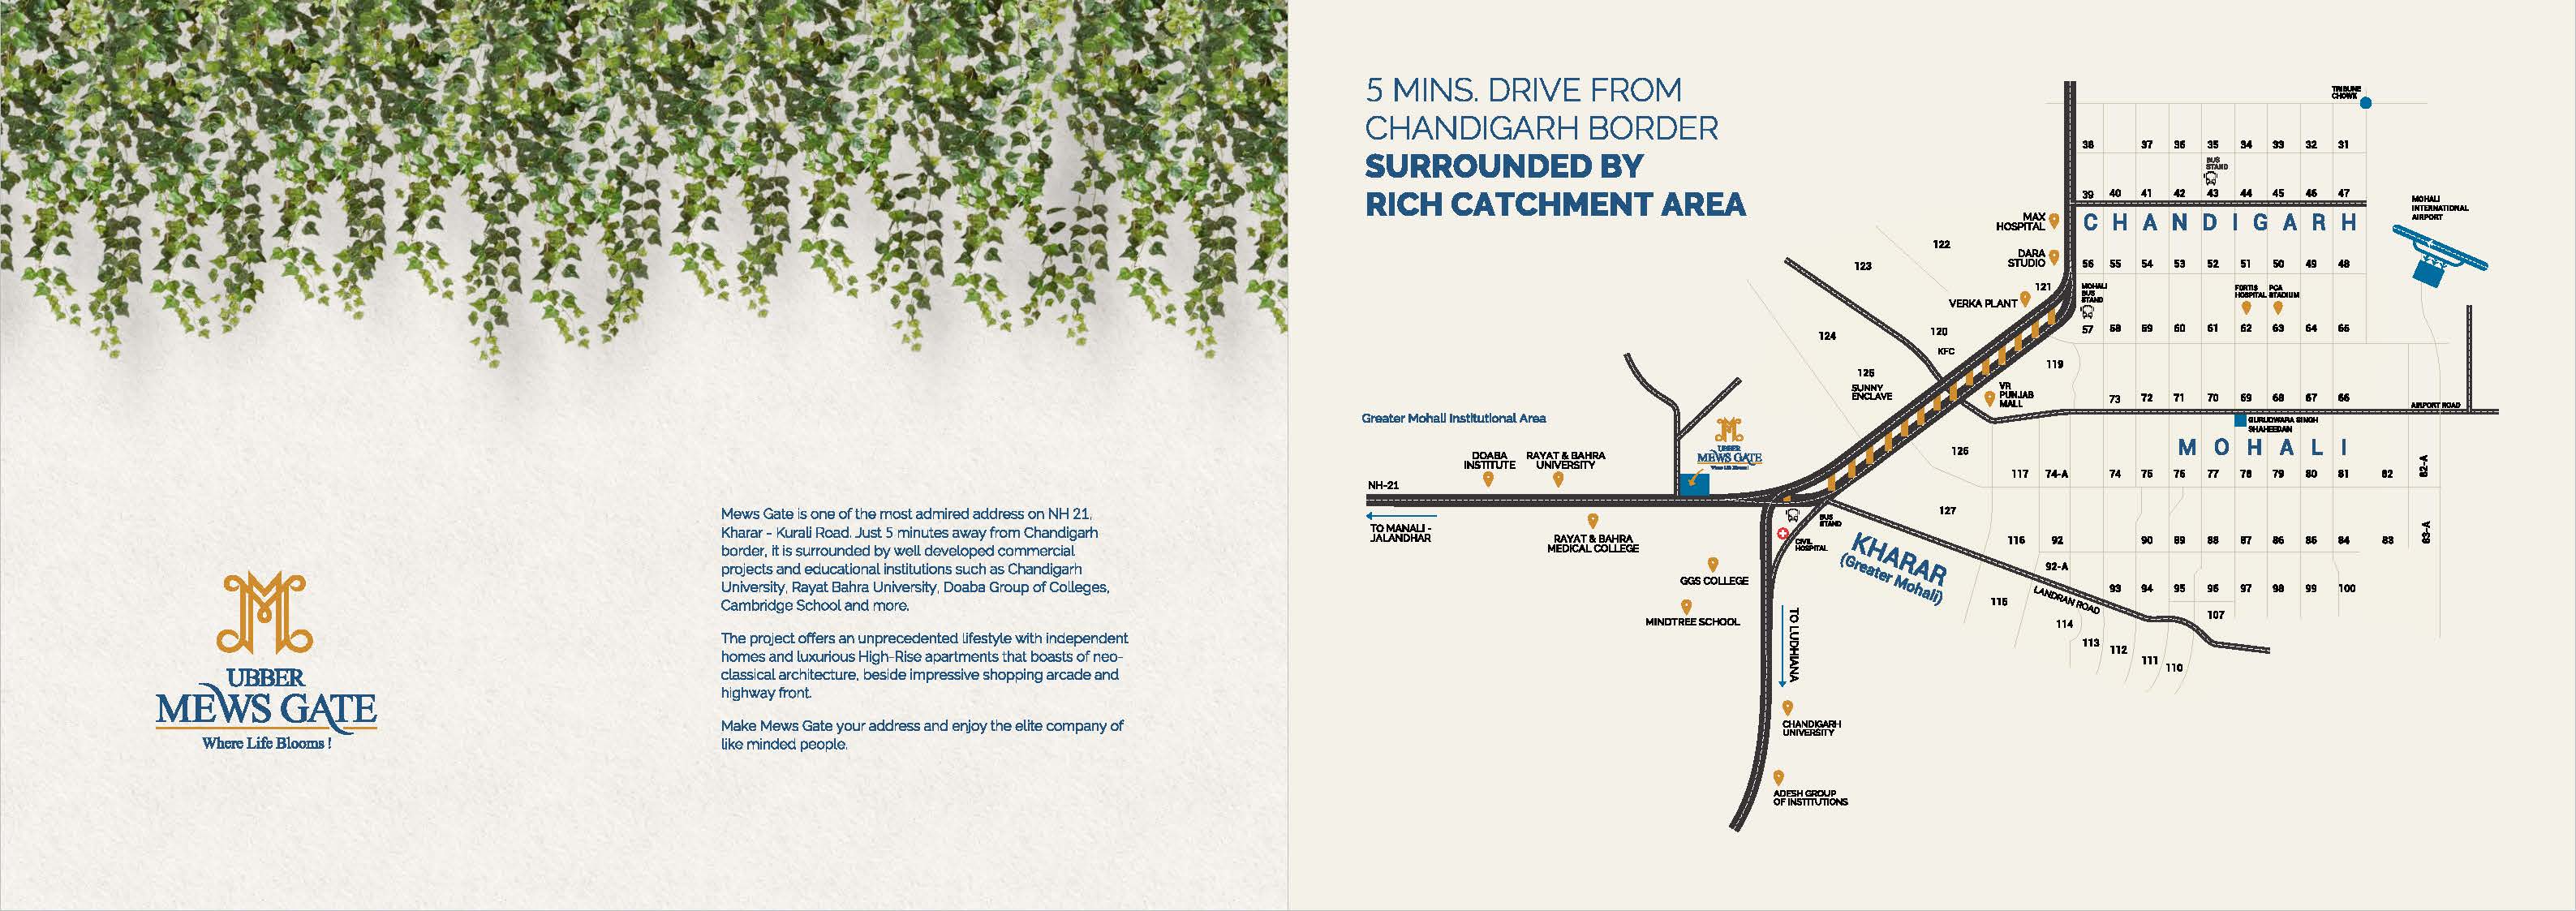 UBBER
MEWS GATE
Where Life Blooms !
Mews Gate is one of the most admired address on NH 21,
Kharar - Kurali Road. Just 5 minutes away from Chandigarh
border, it is surrounded by well developed commercial
projects and educational institutions such as Chandigarh
University, Rayat Bahra University, Doaba Group of Colleges,
Cambridge School and more.
The project offers an unprecedented lifestyle with independent
homes and luxurious High-Rise apartments that boasts of neo-
classical architecture, beside impressive shopping arcade and
highway front.
Make Mews Gate your address and enjoy the elite company of
like minded people.
5 MINS. DRIVE FROM
CHANDIGARH BORDER
SURROUNDED BY
RICH CATCHMENT AREA
TRIBUNE
CHOWK
38 37 36 35 34 33 32 31
BUS
STAND
39 40 41 42 43 44 45 46 47
MOHALI
INTERNATIONAL
AIRPORT
MAX
HOSPITAL
CHANDIGARH
DARA
STUDIO
56 55 54 53 52 51 50 49 48
122
123
121
MOHALI
BUS
STAND
FORTIS
HOSPITAL
PCA
STADIUM
VERKA PLANT
57 58 59 60 61 62 63 64 65
120
124
KFC
119
125
SUNNY
ENCLAVE
VR
PUNJAB
MALL
73 72 71 70 69 68 67 66
AIRPORT ROAD
GURUDWARA SINGH
SHAHEEDAN
Greater Mohali Institutional Area
UBBER
MEWS GATE
Where Life Blooms !
MOHALI
126
DOABA
INSTITUTE
RAYAT & BAHRA
UNIVERSITY
117 74-A 74 75 76 77 78 79 80 81 82 82-A
NH-21
TO MANALI -
JALANDHAR
127
BUS
STAND
RAYAT & BAHRA
MEDICAL COLLEGE
CIVIL
HOSPITAL
KHARAR
(Greater Mohali)
116 92 90 89 88 87 86 85 84 83 83-A
92-A
GGS COLLEGE
93 94 95 96 97 98 99 100
LANDRAN ROAD
115
107
MINDTREE SCHOOL
114
113
112
111
110
TO LUDHIANA
CHANDIGARH
UNIVERSITY
ADESH GROUP
OF INSTITUTIONS